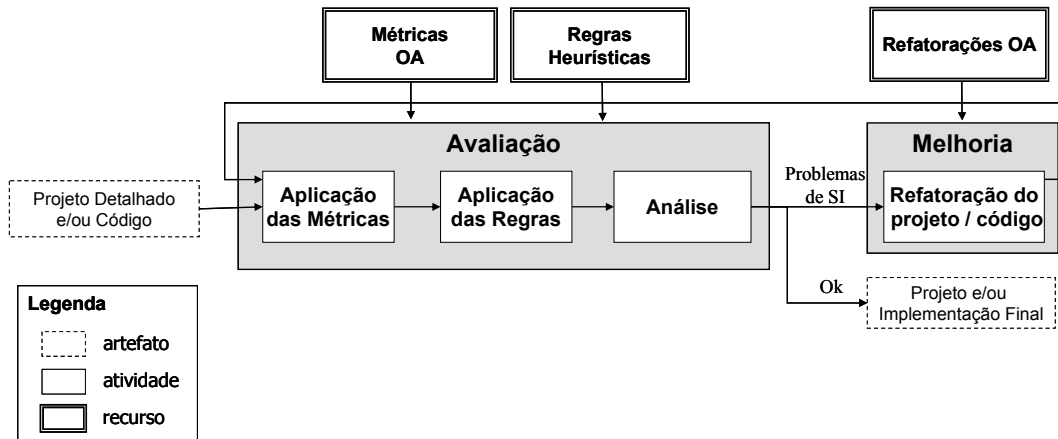 Métricas
OA
Regras
Heurísticas
Refatorações OA
Avaliação
Melhoria
Projeto Detalhado
e/ou Código
Aplicação
das Métricas
Aplicação
das Regras
Análise
Problemas
de SI
Refatoração do
projeto / código
Ok
Projeto e/ou
Implementação Final
Legenda
artefato
atividade
recurso